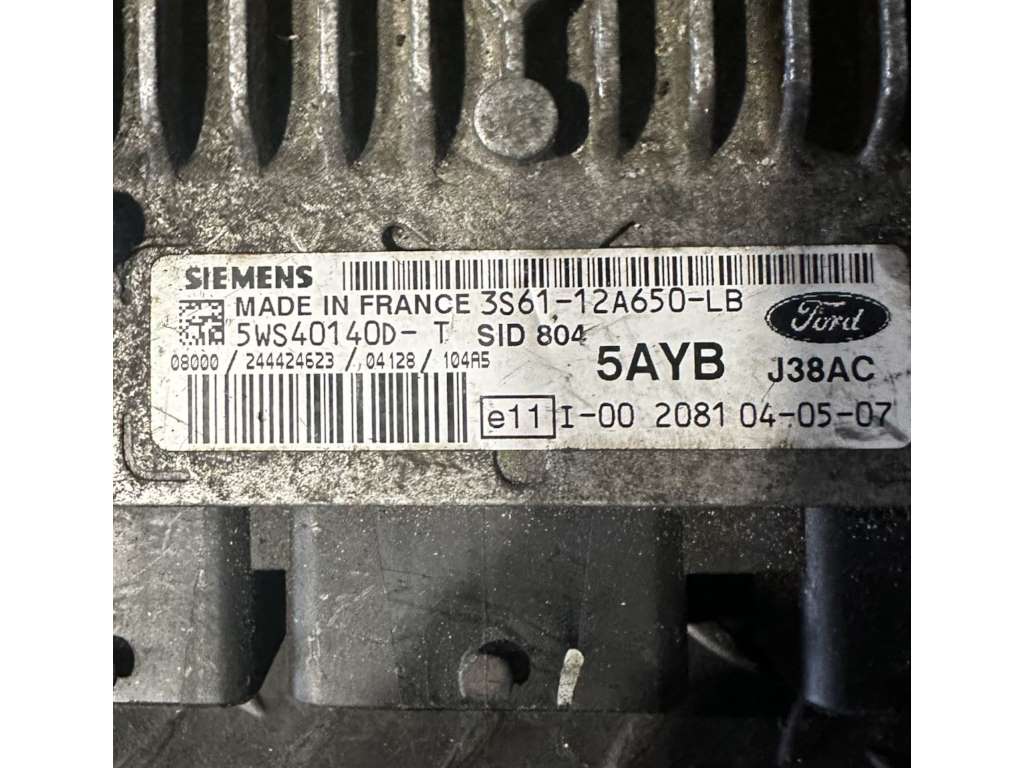 SIEMENS
MADE IN FRANCE 3S61-12A650-LB
Ford
5WS40140D-T SID 804
08000/244424623/04128/104A5
5AYB J38AC
e11 I-00 2081 04-05-07